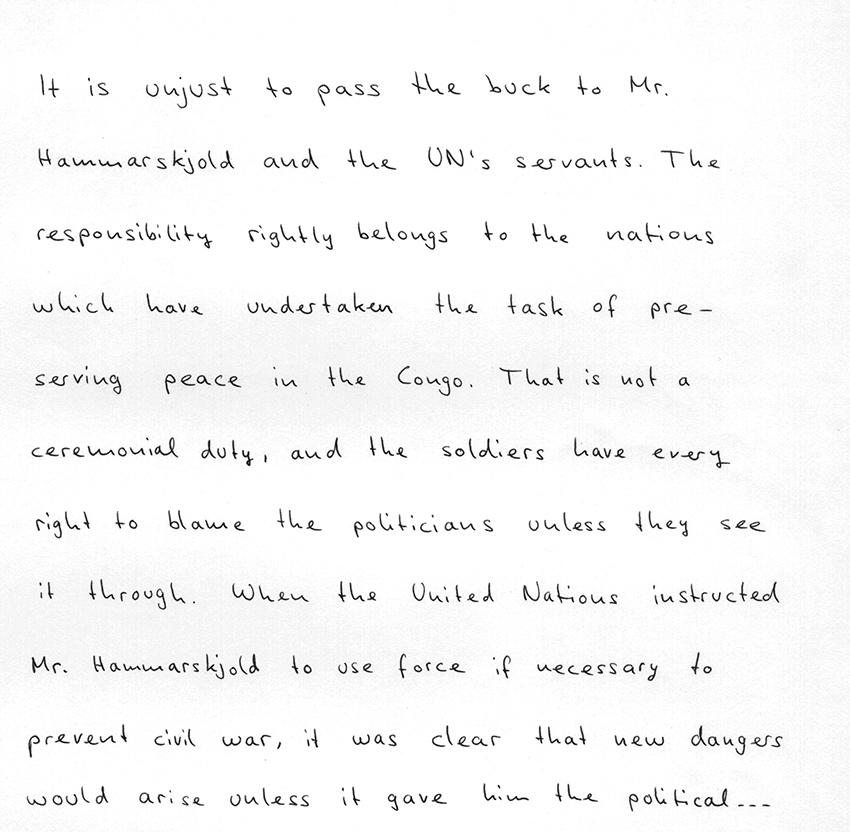 It is unjust to pass the buck to Mr.
Hammarskjold and the UN's servants. The
responsibility rightly belongs to the nations
which have undertaken the task of pre-
serving peace in the Congo. That is not a
ceremonial duty, and the soldiers have every
right to blame the politicians unless they see
it through. When the United Nations instructed
Mr. Hammarskjold to use force if necessary to
prevent civil war, it was clear that new dangers
would arise unless it gave him the political---